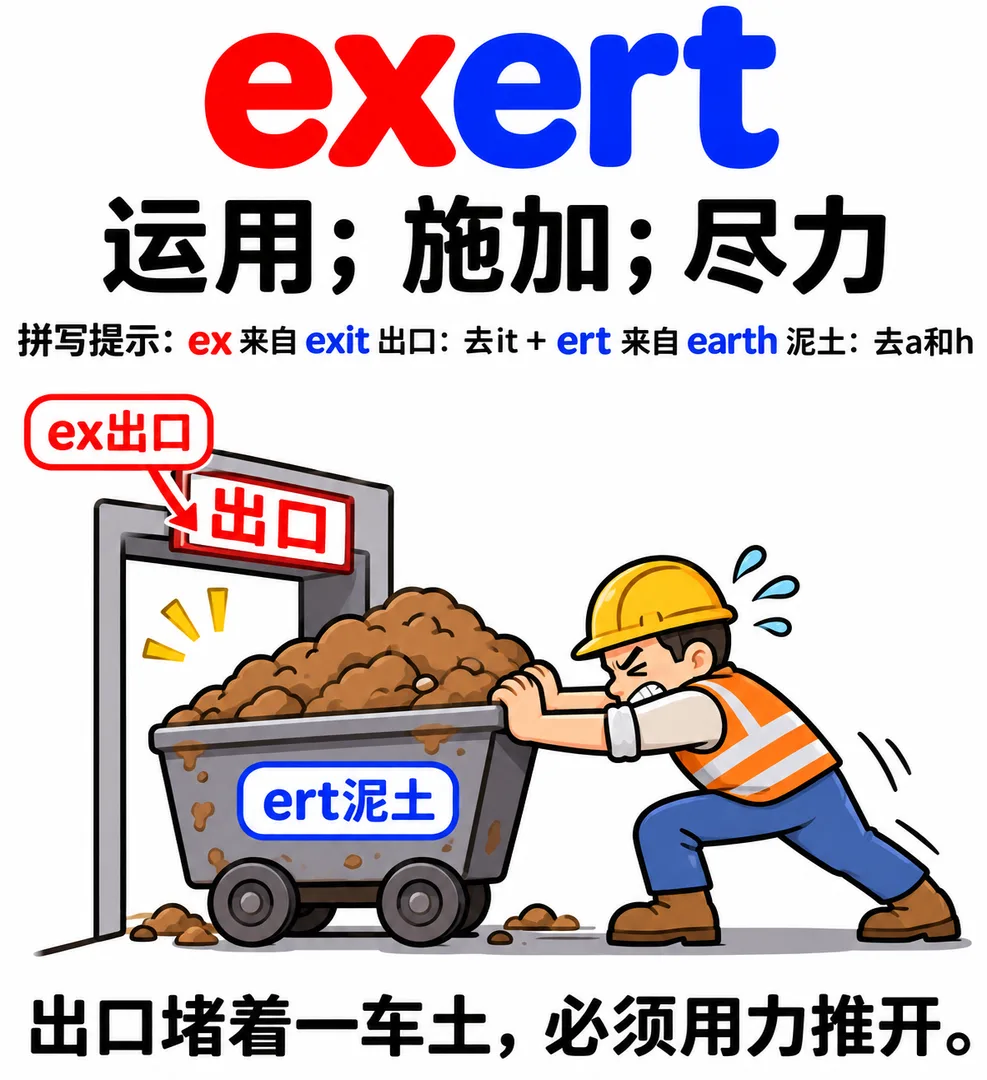 exert
运用；施加；尽力
拼写提示：ex 来自 exit 出口：去it + ert 来自 earth 泥土：去a和h
ex出口
出口
ert泥土
出口堵着一车土，必须用力推开。